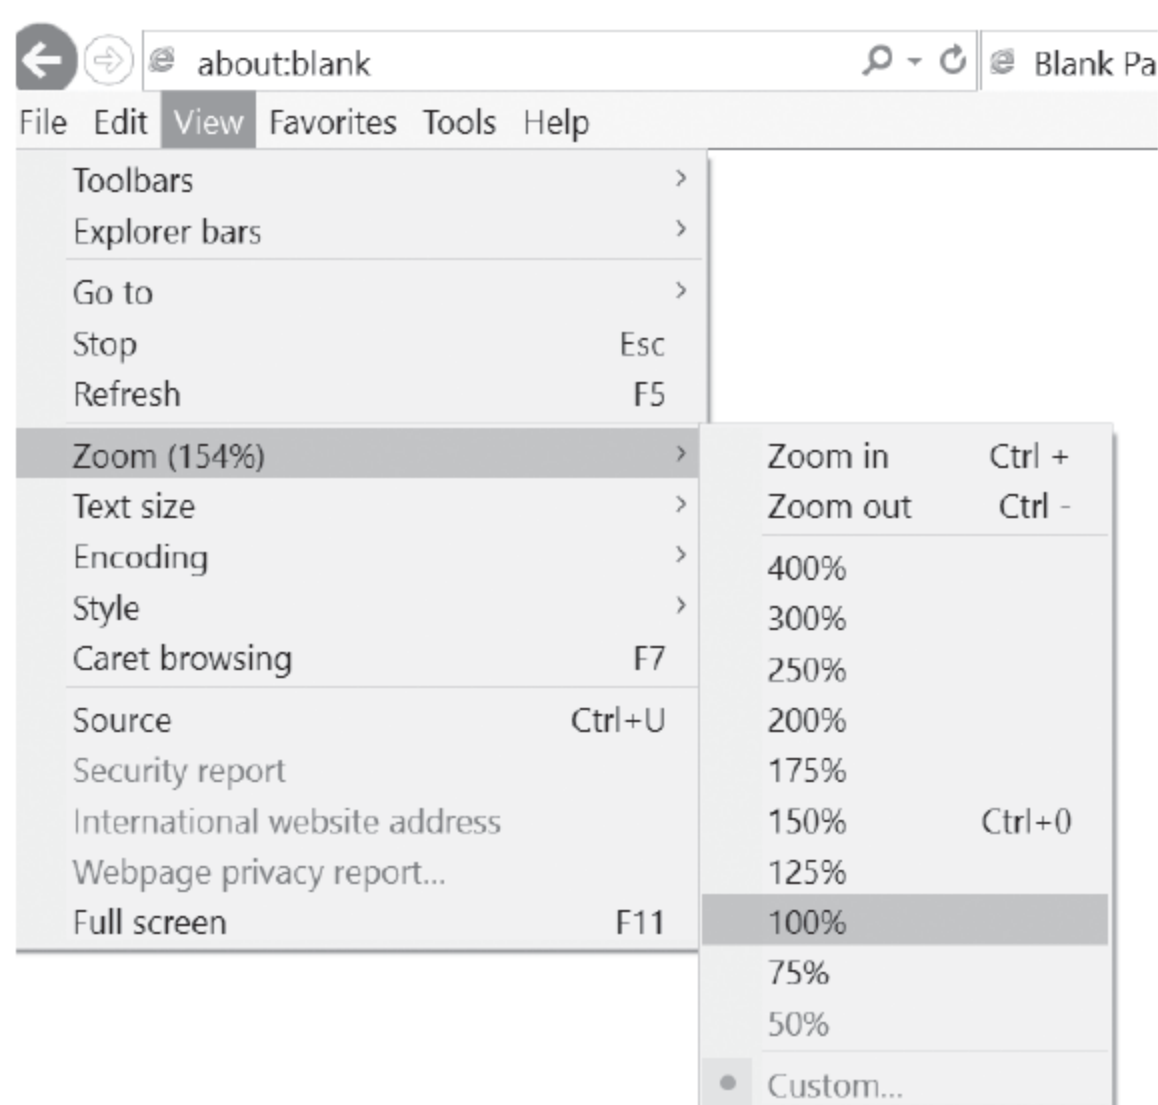 about:blank
Blank Pa
File Edit View Favorites Tools Help
Toolbars
Explorer bars
Go to
Stop Esc
Refresh F5
Zoom (154%)
Text size
Encoding
Style
Caret browsing F7
Source Ctrl+U
Security report
International website address
Webpage privacy report...
Full screen F11
Zoom in Ctrl +
Zoom out Ctrl -
400%
300%
250%
200%
175%
150% Ctrl+0
125%
100%
75%
50%
Custom...